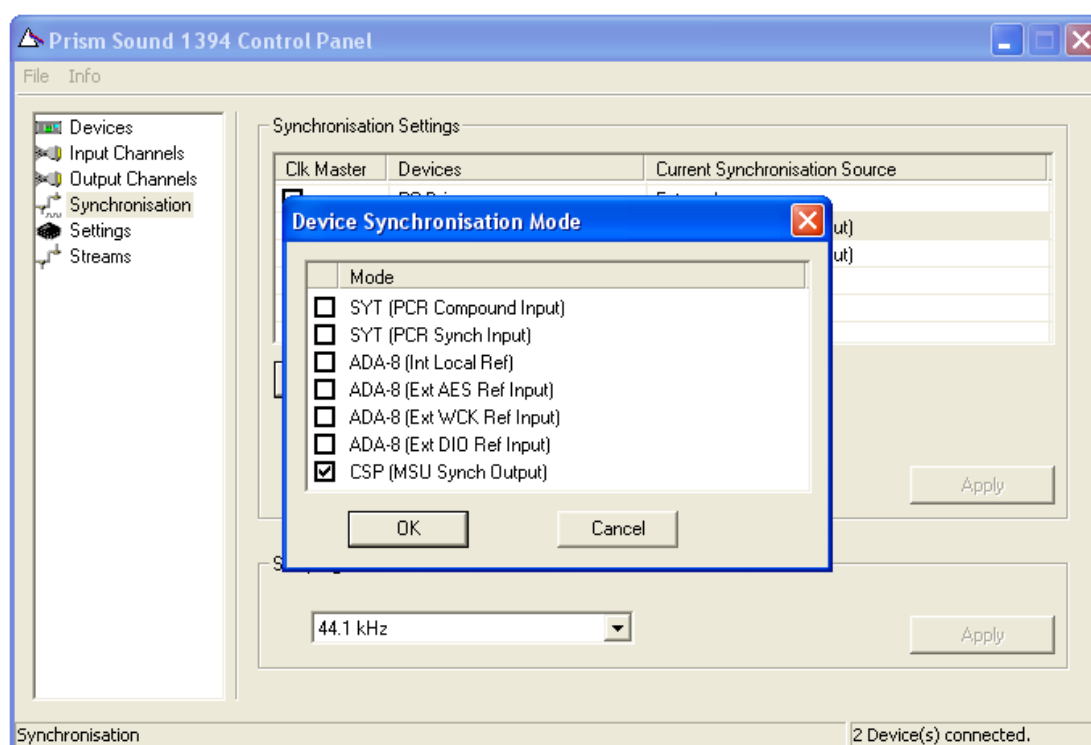 Prism Sound 1394 Control Panel
File Info
Devices
Input Channels
Output Channels
Synchronisation
Settings
Streams
Synchronisation Settings
Clk Master Devices Current Synchronisation Source
ut)
ut)
Device Synchronisation Mode
Mode
SYT (PCR Compound Input)
SYT (PCR Synch Input)
ADA-8 (Int Local Ref)
ADA-8 (Ext AES Ref Input)
ADA-8 (Ext WCK Ref Input)
ADA-8 (Ext DIO Ref Input)
CSP (MSU Synch Output)
OK Cancel
Apply
44.1 kHz
Apply
Synchronisation 2 Device(s) connected.